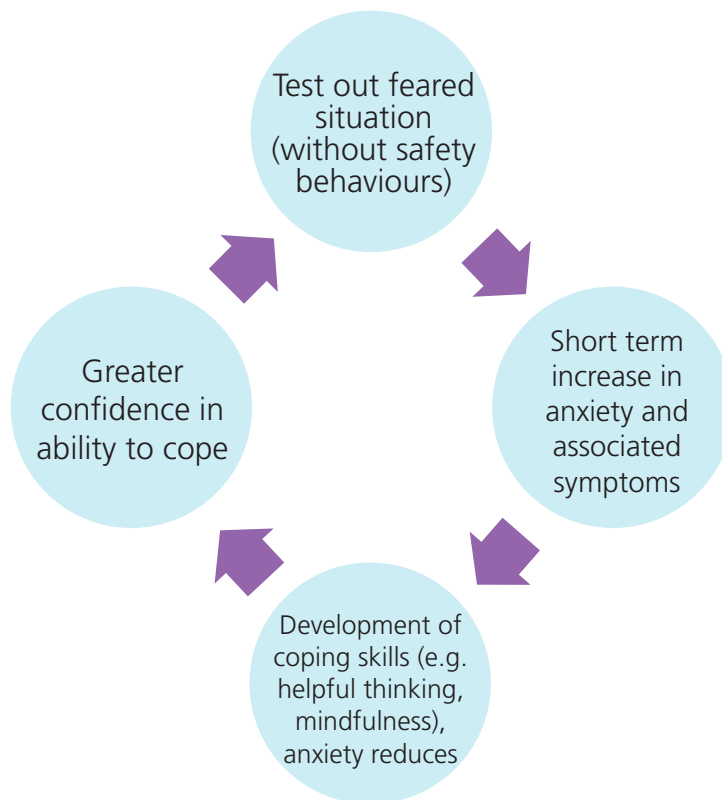 Test out feared
situation
(without safety
behaviours)
Short term
increase in
anxiety and
associated
symptoms
Development of
coping skills (e.g.
helpful thinking,
mindfulness),
anxiety reduces
Greater
confidence in
ability to cope